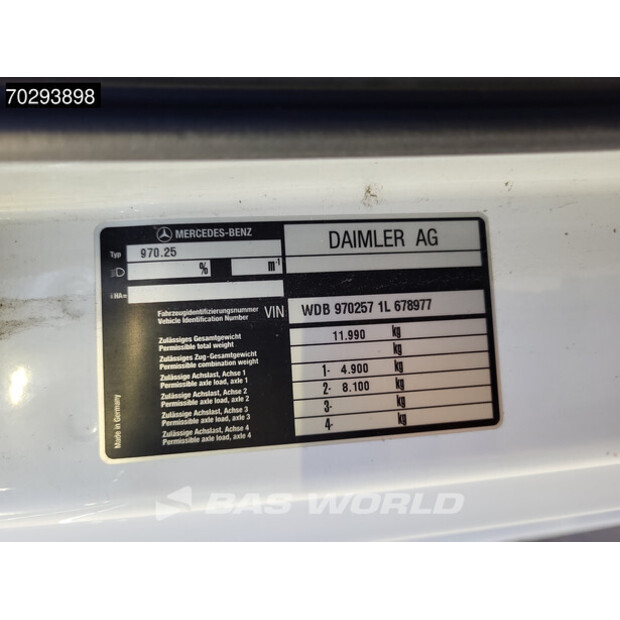 70293898
MERCEDES-BENZ
DAIMLER AG
Typ 970.25
% m⁻¹
Fahrzeugidentifizierungsnummer
Vehicle Identification Number
VIN WDB 970257 1L 678977
Zulässiges Gesamtgewicht
Permissible total weight
11.990 kg
Zulässiges Zug-Gesamtgewicht
Permissible combination weight
kg
Zulässige Achslast, Achse 1
Permissible axle load, axle 1
1- 4.900 kg
Zulässige Achslast, Achse 2
Permissible axle load, axle 2
2- 8.100 kg
Zulässige Achslast, Achse 3
Permissible axle load, axle 3
3- kg
Zulässige Achslast, Achse 4
Permissible axle load, axle 4
4- kg
Made in Germany
BAS WORLD